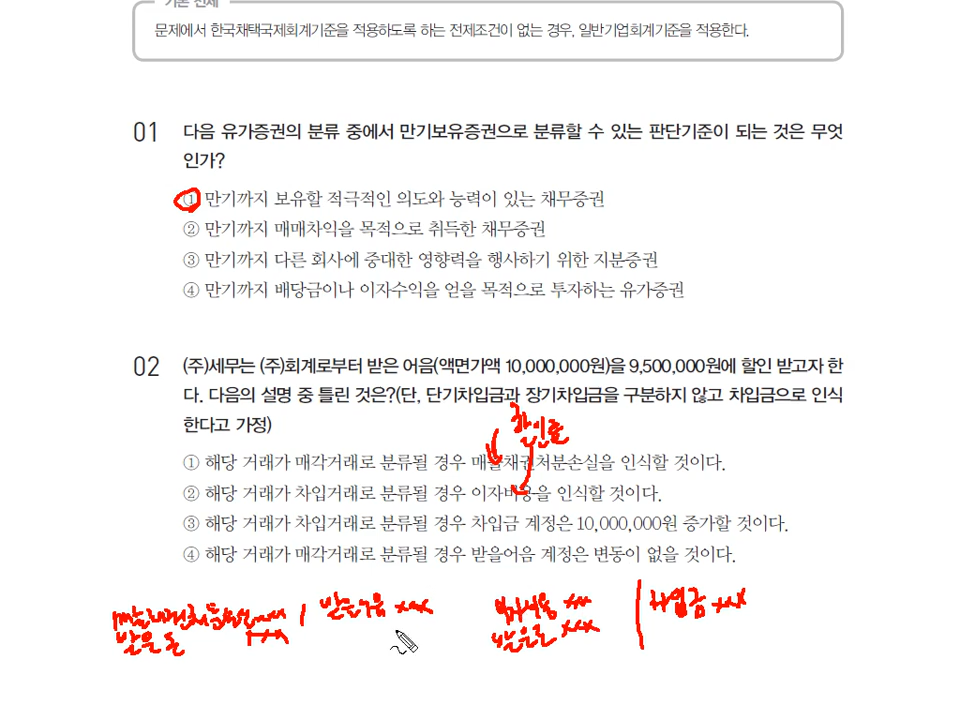 기본 전제
문제에서 한국채택국제회계기준을 적용하도록 하는 전제조건이 없는 경우, 일반기업회계기준을 적용한다.
01 다음 유가증권의 분류 중에서 만기보유증권으로 분류할 수 있는 판단기준이 되는 것은 무엇
인가?
① 만기까지 보유할 적극적인 의도와 능력이 있는 채무증권
② 만기까지 매매차익을 목적으로 취득한 채무증권
③ 만기까지 다른 회사에 중대한 영향력을 행사하기 위한 지분증권
④ 만기까지 배당금이나 이자수익을 얻을 목적으로 투자하는 유가증권
02 (주)세무는 (주)회계로부터 받은 어음(액면가액 10,000,000원)을 9,500,000원에 할인 받고자 한
다. 다음의 설명 중 틀린 것은?(단, 단기차입금과 장기차입금을 구분하지 않고 차입금으로 인식
한다고 가정)
할인료
① 해당 거래가 매각거래로 분류될 경우 매출채권처분손실을 인식할 것이다.
② 해당 거래가 차입거래로 분류될 경우 이자비용을 인식할 것이다.
③ 해당 거래가 차입거래로 분류될 경우 차입금 계정은 10,000,000원 증가할 것이다.
④ 해당 거래가 매각거래로 분류될 경우 받을어음 계정은 변동이 없을 것이다.
받을어음 xxx 이자비용 xxx 차입금 xxx
받은 돈 xxx 받은돈 xxx